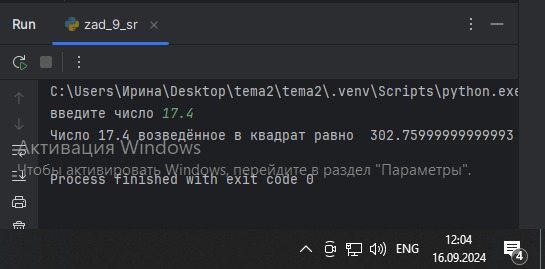 Run zad_9_sr
C:\Users\Ирина\Desktop\tema2\tema2\.venv\Scripts\python.exe
введите число 17.4
Число 17.4 возведённое в квадрат равно 302.75999999999993
Активация Windows
Чтобы активировать Windows, перейдите в раздел "Параметры".
Process finished with exit code 0
ENG
12:04
16.09.2024
4